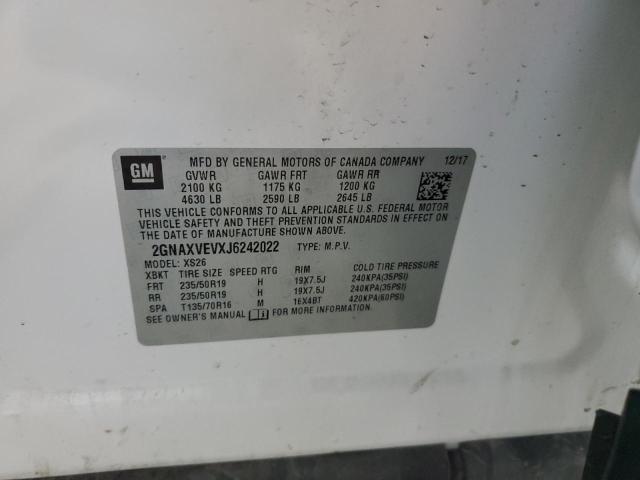 GM MFD BY GENERAL MOTORS OF CANADA COMPANY 12/17
GVWR GAWR FRT GAWR RR
2100 KG 1175 KG 1200 KG
4630 LB 2590 LB 2645 LB
THIS VEHICLE CONFORMS TO ALL APPLICABLE U.S. FEDERAL MOTOR
VEHICLE SAFETY AND THEFT PREVENTION STANDARDS IN EFFECT ON THE
DATE OF MANUFACTURE SHOWN ABOVE.
2GNAXVEVXJ6242022 TYPE: M.P.V.
MODEL: XS26
XBKT TIRE SIZE SPEED RTG RIM
FRT 235/50R19 H 19X7.5J 240KPA(35PSI)
RR 235/50R19 H 19X7.5J 240KPA(35PSI)
SPA T135/70R16 M 16X4BT 420KPA(60PSI)
SEE OWNER'S MANUAL FOR MORE INFORMATION.